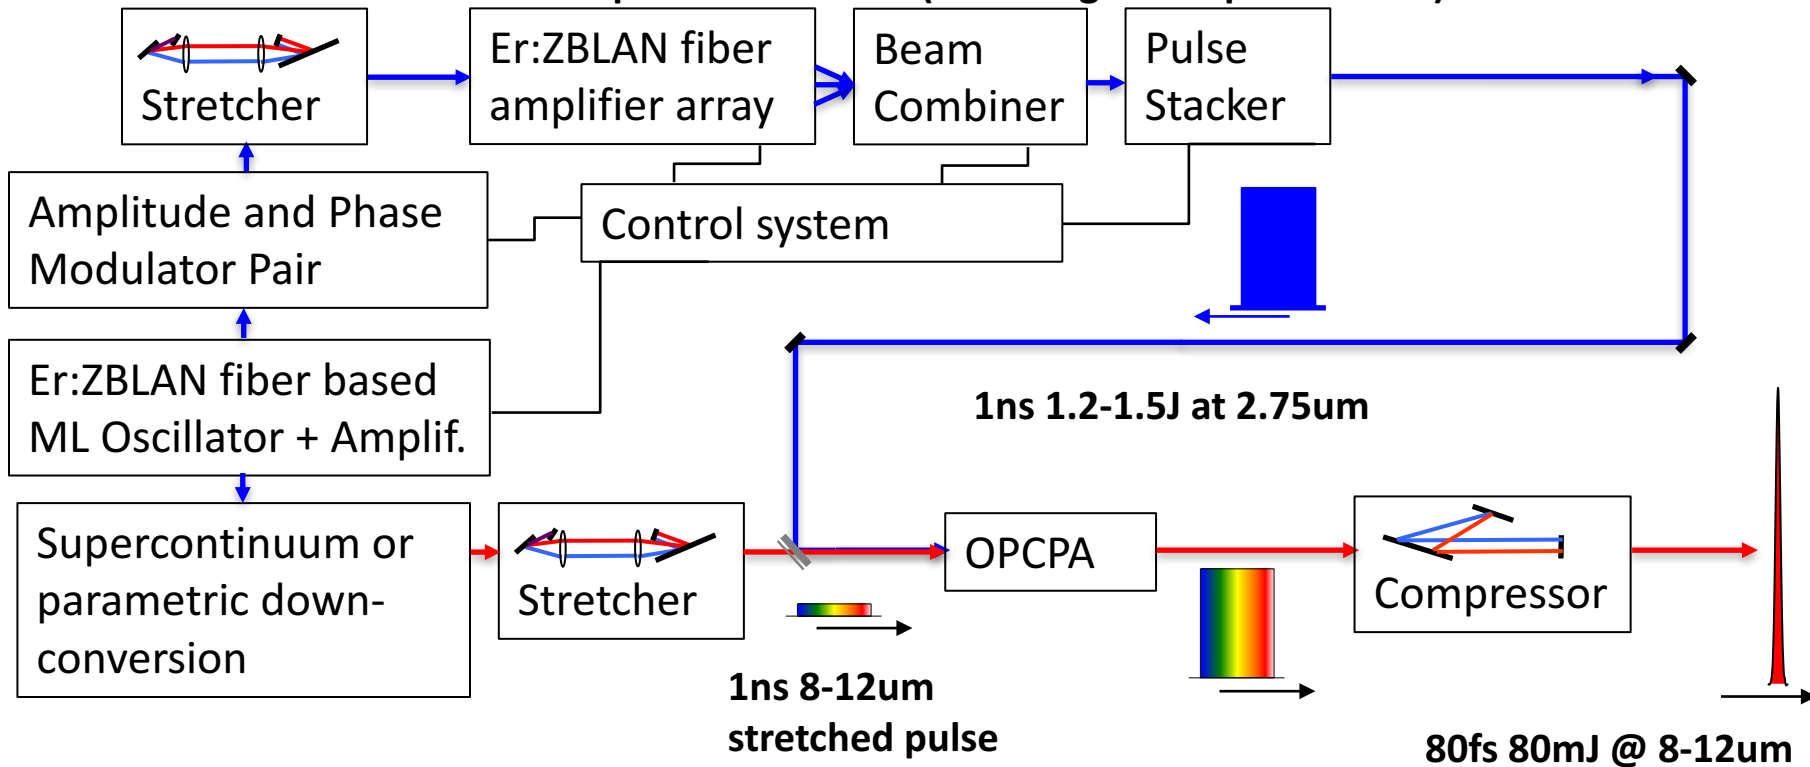 Stretcher
Er:ZBLAN fiber
amplifier array
Beam
Combiner
Pulse
Stacker
Amplitude and Phase
Modulator Pair
Control system
Er:ZBLAN fiber based
ML Oscillator + Amplif.
1ns 1.2-1.5J at 2.75um
Supercontinuum or
parametric down-
conversion
Stretcher
OPCPA
Compressor
1ns 8-12um
stretched pulse
80fs 80mJ @ 8-12um